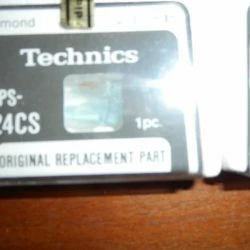 mond
Technics
PS-
24CS
1pc.
ORIGINAL REPLACEMENT PART